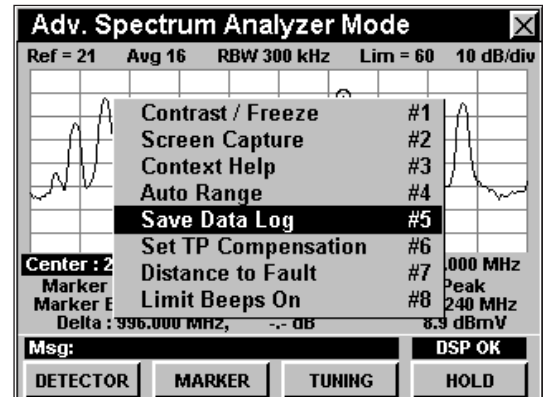 Adv. Spectrum Analyzer Mode
Ref = 21 Avg 16 RBW 300 kHz Lim = 60 10 dB/div
Contrast / Freeze #1
Screen Capture #2
Context Help #3
Auto Range #4
Save Data Log #5
Set TP Compensation #6
Distance to Fault #7
Limit Beeps On #8
Center : 2 .000 MHz
Marker Peak
Marker 240 MHz
Delta : 996.000 MHz, -.- dB 8.9 dBmV
Msg: DSP OK
DETECTOR MARKER TUNING HOLD